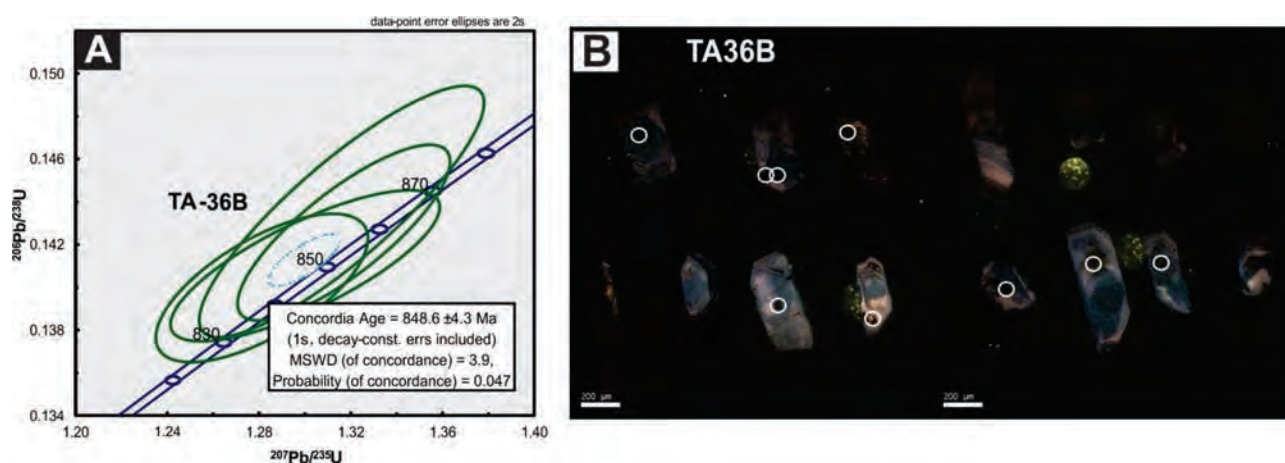 data-point error ellipses are 2s
A
0.150
0.146
0.142
0.138
0.134
²⁰⁶Pb/²³⁸U
TA-36B
870
850
830
Concordia Age = 848.6 ±4.3 Ma
(1s, decay-const. errs included)
MSWD (of concordance) = 3.9,
Probability (of concordance) = 0.047
1.20 1.24 1.28 1.32 1.36 1.40
²⁰⁷Pb/²³⁵U
B TA36B
200 µm
200 µm